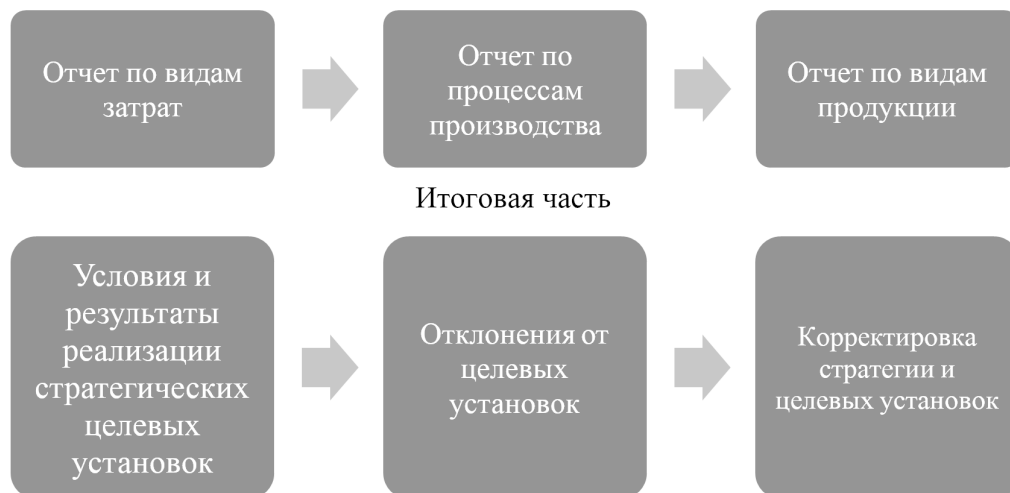 Отчет по видам
затрат
Отчет по
процессам
производства
Отчет по видам
продукции
Итоговая часть
Условия и
результаты
реализации
стратегических
целевых
установок
Отклонения от
целевых
установок
Корректировка
стратегии и
целевых установок